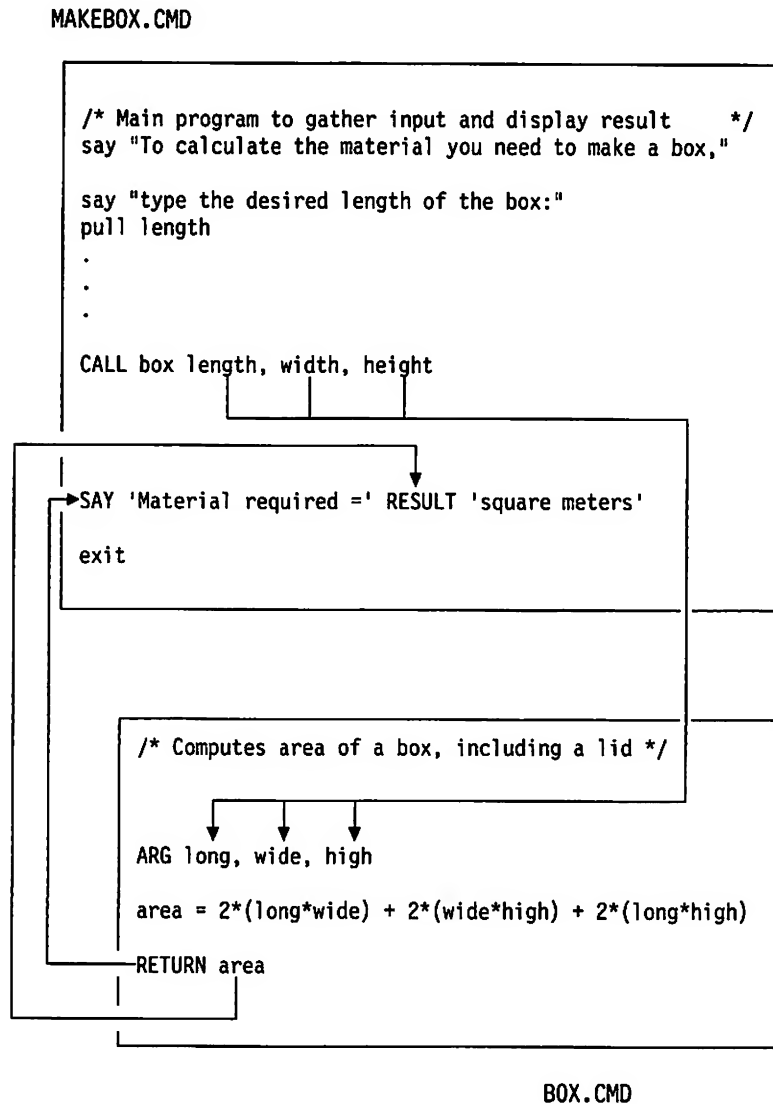 MAKEBOX.CMD
/* Main program to gather input and display result */
say "To calculate the material you need to make a box,"
say "type the desired length of the box:"
pull length
.
.
.
CALL box length, width, height
SAY 'Material required =' RESULT 'square meters'
exit
/* Computes area of a box, including a lid */
ARG long, wide, high
area = 2*(long*wide) + 2*(wide*high) + 2*(long*high)
RETURN area
BOX.CMD